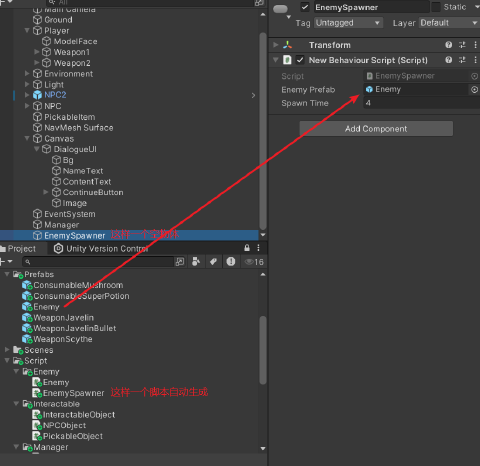 All
Main Camera
Ground
Player
ModelFace
Weapon1
Weapon2
Environment
Light
NPC2
NPC
PickableItem
NavMesh Surface
Canvas
DialogueUI
Bg
NameText
ContentText
ContinueButton
Image
EventSystem
Manager
EnemySpawner 这样一个空物体
Project Unity Version Control
16
Prefabs
ConsumableMushroom
ConsumableSuperPotion
Enemy
WeaponJavelin
WeaponJavelinBullet
WeaponScythe
Scenes
Script
Enemy
Enemy
EnemySpawner 这样一个脚本自动生成
Interactable
InteractableObject
NPCObject
PickableObject
Manager
EnemySpawner Static
Tag Untagged Layer Default
Transform
New Behaviour Script (Script)
Script EnemySpawner
Enemy Prefab Enemy
Spawn Time 4
Add Component